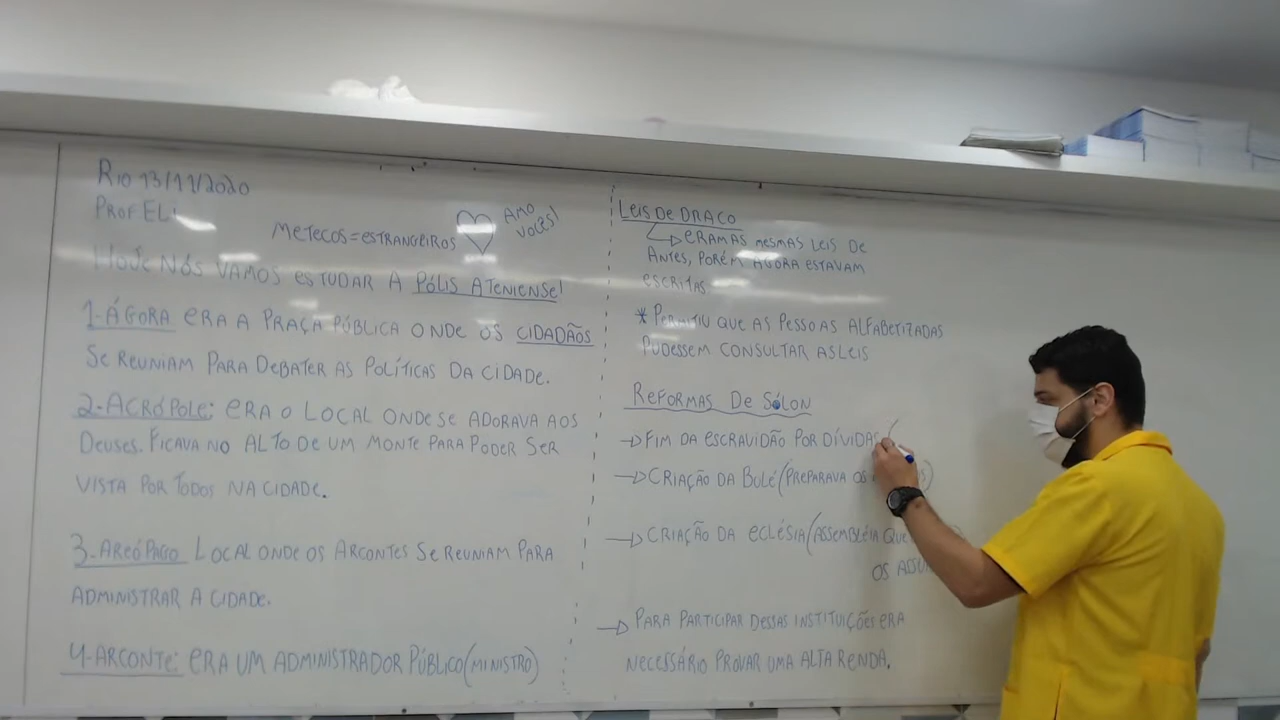 RIO 13/11/2020
PROF ELI
METECOS = ESTRANGEIROS
AMO
VOCÊS!
HOJE NÓS VAMOS ESTUDAR A PÓLIS ATENIENSE!
1-ÁGORA ERA A PRAÇA PÚBLICA ONDE OS CIDADÃOS
SE REUNIAM PARA DEBATER AS POLÍTICAS DA CIDADE.
2-ACRÓPOLE: ERA O LOCAL ONDE SE ADORAVA AOS
DEUSES. FICAVA NO ALTO DE UM MONTE PARA PODER SER
VISTA POR TODOS NA CIDADE.
3-AREÓPAGO LOCAL ONDE OS ARCONTES SE REUNIAM PARA
ADMINISTRAR A CIDADE.
4-ARCONTE: ERA UM ADMINISTRADOR PÚBLICO (MINISTRO)
LEIS DE DRACO
ERAM AS MESMAS LEIS DE
ANTES, PORÉM AGORA ESTAVAM
ESCRITAS.
* PERMITIU QUE AS PESSOAS ALFABETIZADAS
PUDESSEM CONSULTAR AS LEIS
REFORMAS DE SÓLON
→ FIM DA ESCRAVIDÃO POR DÍVIDAS
→ CRIAÇÃO DA BULÉ (PREPARAVA OS
→ CRIAÇÃO DA ECLÉSIA (ASSEMBLÉIA QUE
OS
→ PARA PARTICIPAR DESSAS INSTITUIÇÕES ERA
NECESSÁRIO PROVAR UMA ALTA RENDA.